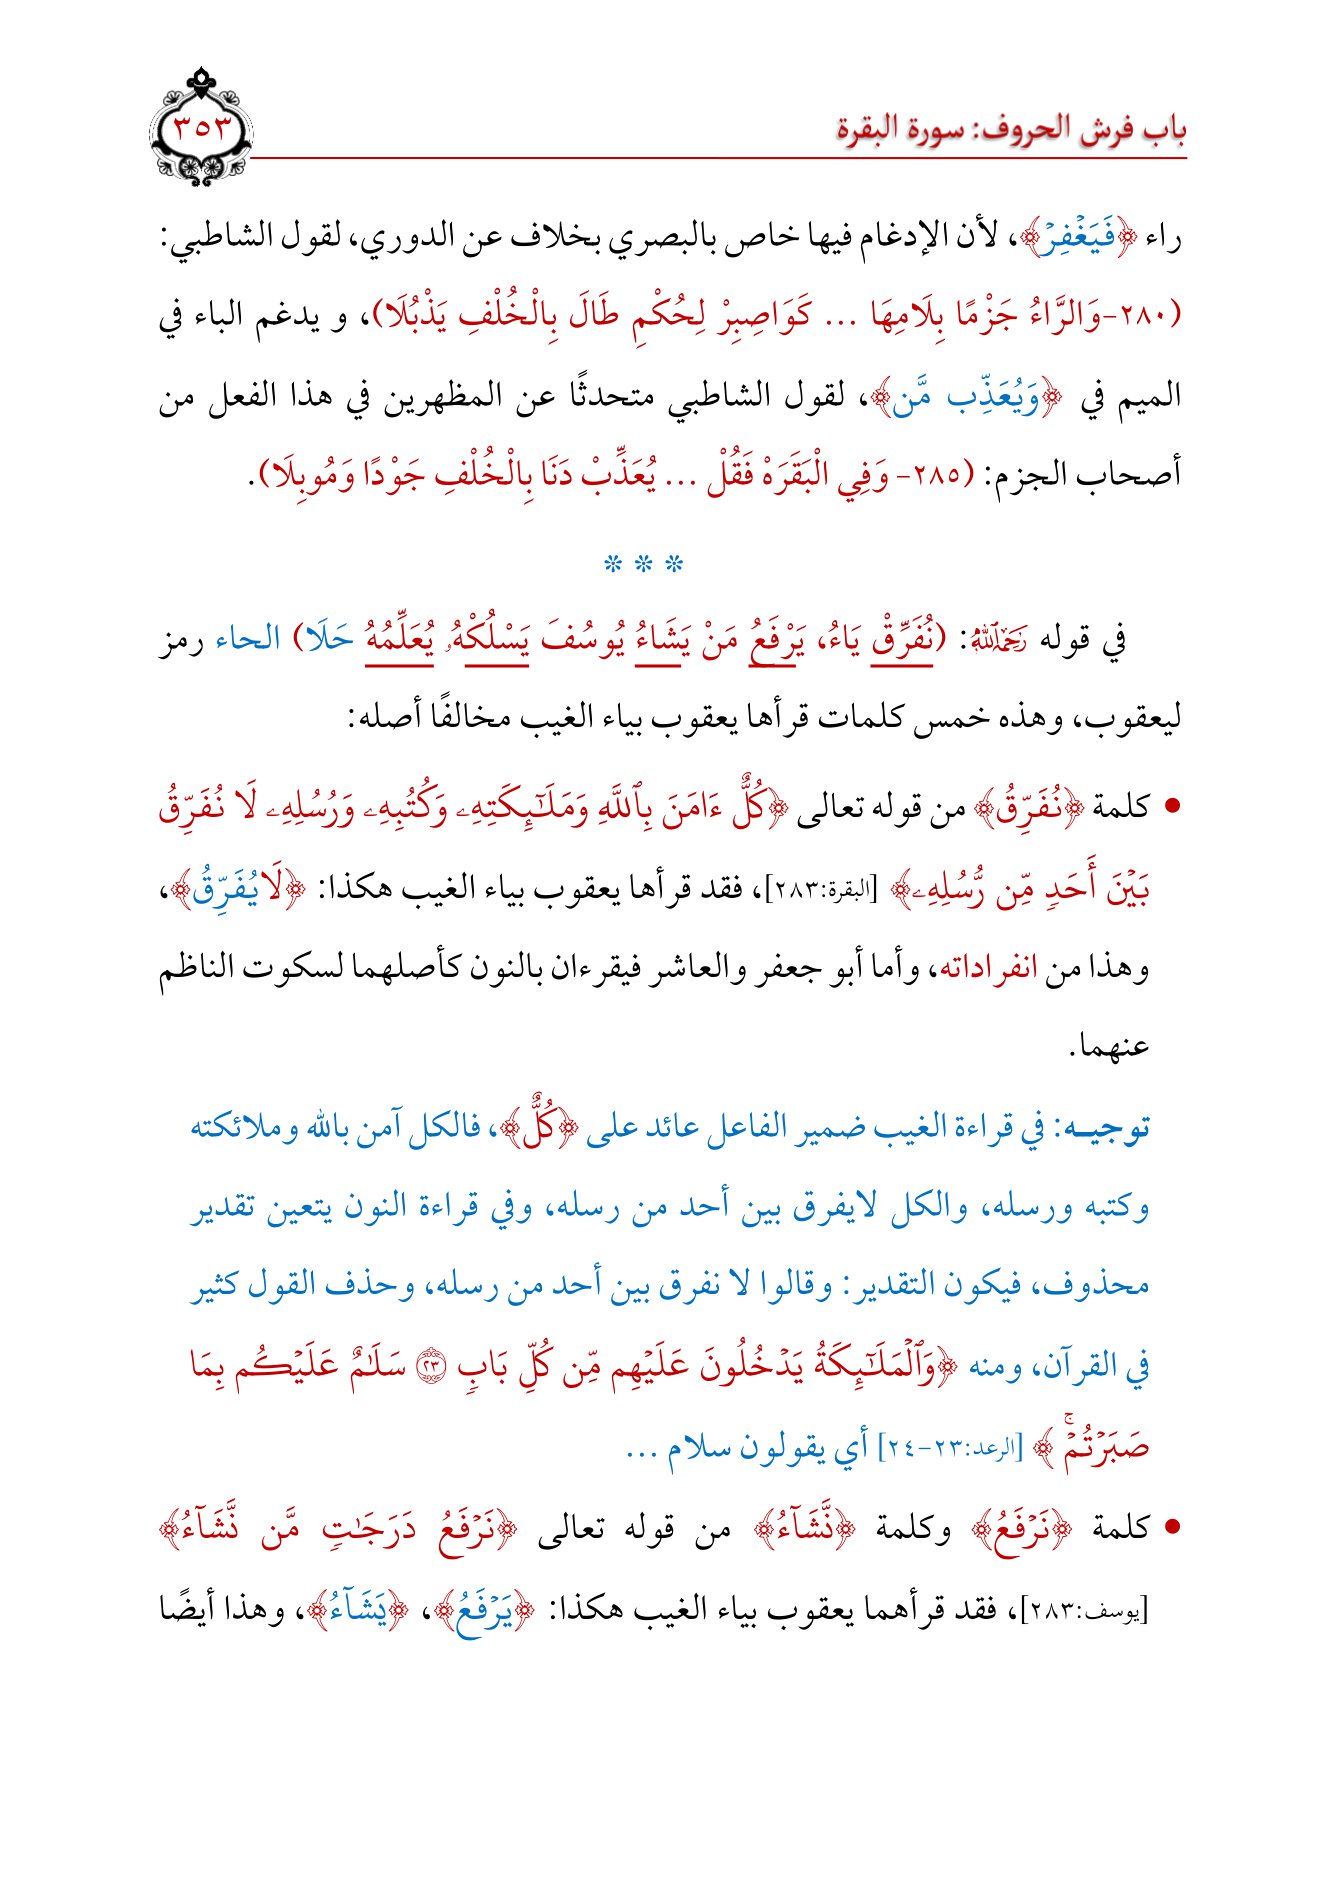 باب فرش الحروف: سورة البقرة
٣٥٣
راء ﴿فَيَغْفِرْ﴾، لأن الإدغام فيها خاص بالبصري بخلاف عن الدوري، لقول الشاطبي:
(٢٨٠-وَالرَّاءُ جَزْمًا بِلَامِهَا ... كَوَاصِبِرْ لِحُكْمِ طَالَ بِالْخُلْفِ يَذْبُلَا)، و يدغم الباء في
الميم في ﴿وَيُعَذِّب مَّن﴾، لقول الشاطبي متحدثًا عن المظهرين في هذا الفعل من
أصحاب الجزم: (٢٨٥- وَفِي الْبَقَرَهْ فَقُلْ ... يُعَذِّبْ دَنَا بِالْخُلْفِ جَوْدًا وَمُوبِلَا).
* * *
في قوله رحمه الله: (نُفَرِّقْ يَاءُ، يَرْفَعُ مَنْ يَشَاءُ يُوسُفَ يَسْلُكْهُۥ يُعَلِّمُهُ حَلَا) الحاء رمز
ليعقوب، وهذه خمس كلمات قرأها يعقوب بياء الغيب مخالفًا أصله:
• كلمة ﴿نُفَرِّقُ﴾ من قوله تعالى ﴿كُلٌّ ءَامَنَ بِٱللَّهِ وَمَلَـٰٓئِكَتِهِۦ وَكُتُبِهِۦ وَرُسُلِهِۦ لَا نُفَرِّقُ
بَيْنَ أَحَدٖ مِّن رُّسُلِهِۦ﴾ [البقرة:٢٨٣]، فقد قرأها يعقوب بياء الغيب هكذا: ﴿لَا يُفَرِّقُ﴾،
وهذا من انفراداته، وأما أبو جعفر والعاشر فيقرءان بالنون كأصلهما لسكوت الناظم
عنهما.
توجيـه: في قراءة الغيب ضمير الفاعل عائد على ﴿كُلٌّ﴾، فالكل آمن بالله وملائكته
وكتبه ورسله، والكل لايفرق بين أحد من رسله، وفي قراءة النون يتعين تقدير
محذوف، فيكون التقدير: وقالوا لا نفرق بين أحد من رسله، وحذف القول كثير
في القرآن، ومنه ﴿وَٱلْمَلَـٰٓئِكَةُ يَدْخُلُونَ عَلَيْهِم مِّن كُلِّ بَابٖ ٢٣ سَلَـٰمٌ عَلَيْكُم بِمَا
صَبَرْتُمْۚ ﴾ [الرعد:٢٣-٢٤] أي يقولون سلام ...
• كلمة ﴿نَرْفَعُ﴾ وكلمة ﴿نَّشَآءُ﴾ من قوله تعالى ﴿نَرْفَعُ دَرَجَـٰتٖ مَّن نَّشَآءُ﴾
[يوسف:٢٨٣]، فقد قرأهما يعقوب بياء الغيب هكذا: ﴿يَرْفَعُ﴾، ﴿يَشَآءُ﴾، وهذا أيضًا